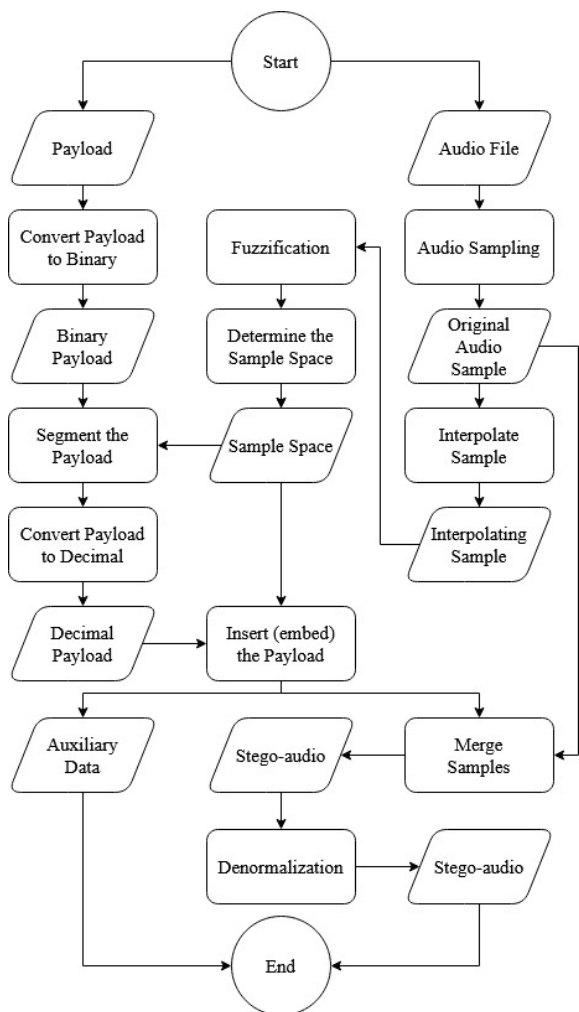 Start
Payload
Audio File
Convert Payload
to Binary
Fuzzification
Audio Sampling
Binary
Payload
Determine the
Sample Space
Original
Audio
Sample
Segment the
Payload
Sample Space
Interpolate
Sample
Convert Payload
to Decimal
Interpolating
Sample
Decimal
Payload
Insert (embed)
the Payload
Auxiliary
Data
Stego-audio
Merge
Samples
Denormalization
Stego-audio
End